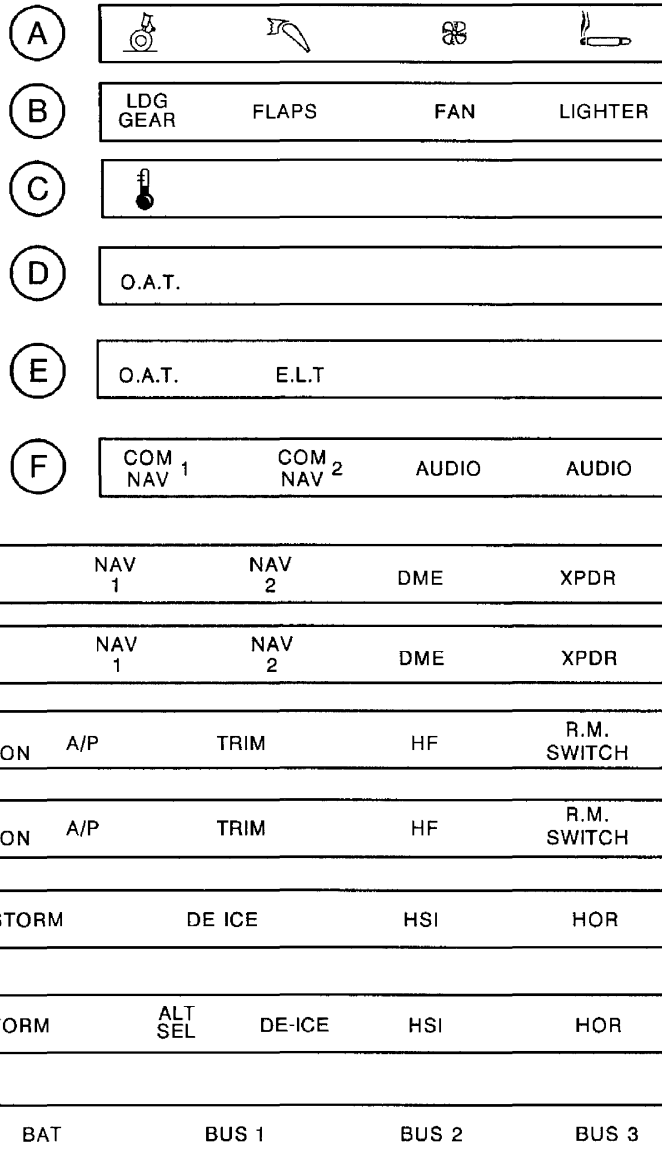 A
B LDG GEAR FLAPS FAN LIGHTER
C
D O.A.T.
E O.A.T. E.L.T
F COM NAV 1 COM NAV 2 AUDIO AUDIO
NAV 1 NAV 2 DME XPDR
NAV 1 NAV 2 DME XPDR
ON A/P TRIM HF R.M. SWITCH
ON A/P TRIM HF R.M. SWITCH
STORM DE ICE HSI HOR
TORM ALT SEL DE-ICE HSI HOR
BAT BUS 1 BUS 2 BUS 3